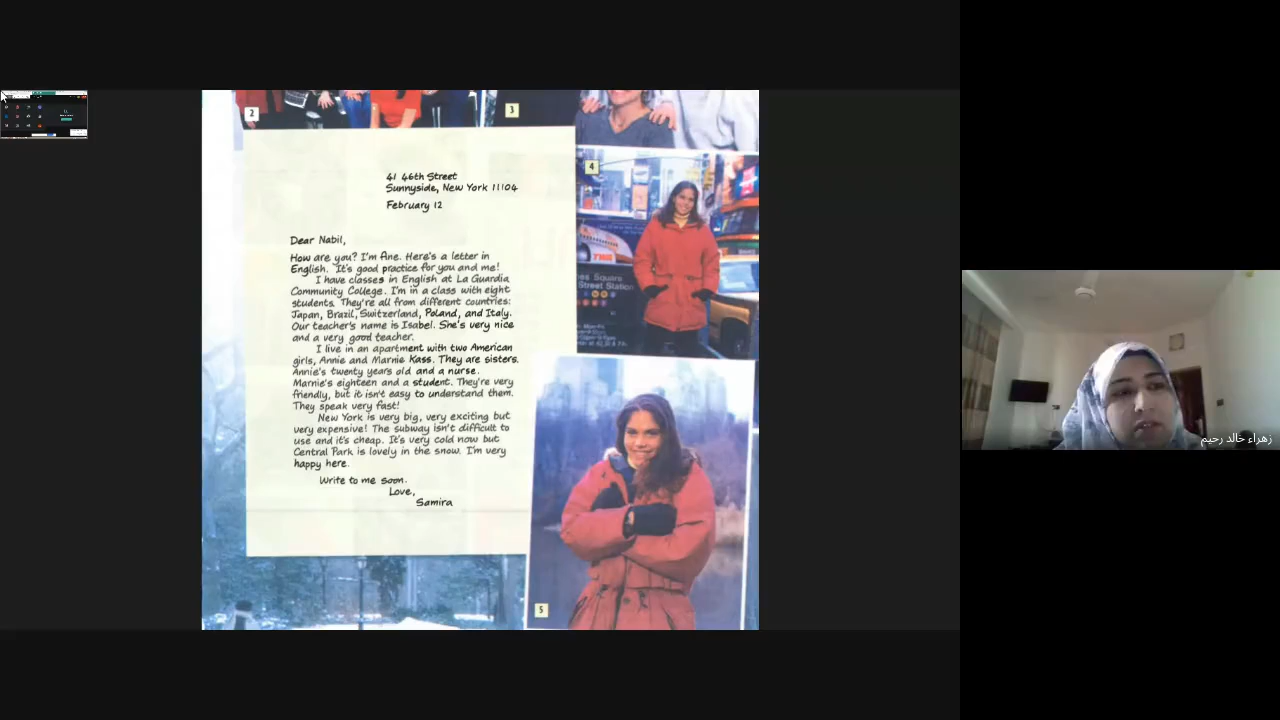 2
3
4
41 46th Street
Sunnyside, New York 11104
February 12
Dear Nabil,
How are you? I'm fine. Here's a letter in
English. It's good practice for you and me!
I have classes in English at La Guardia
Community College. I'm in a class with eight
students. They're all from different countries:
Japan, Brazil, Switzerland, Poland, and Italy.
Our teacher's name is Isabel. She's very nice
and a very good teacher.
I live in an apartment with two American
girls, Annie and Marnie Kass. They are sisters.
Annie's twenty years old and a nurse.
Marnie's eighteen and a student. They're very
friendly, but it isn't easy to understand them.
They speak very fast!
New York is very big, very exciting but
very expensive! The subway isn't difficult to
use and it's cheap. It's very cold now but
Central Park is lovely in the snow. I'm very
happy here.
Write to me soon.
Love,
Samira
es Square
Street Station
5
زهراء خالد رحيم